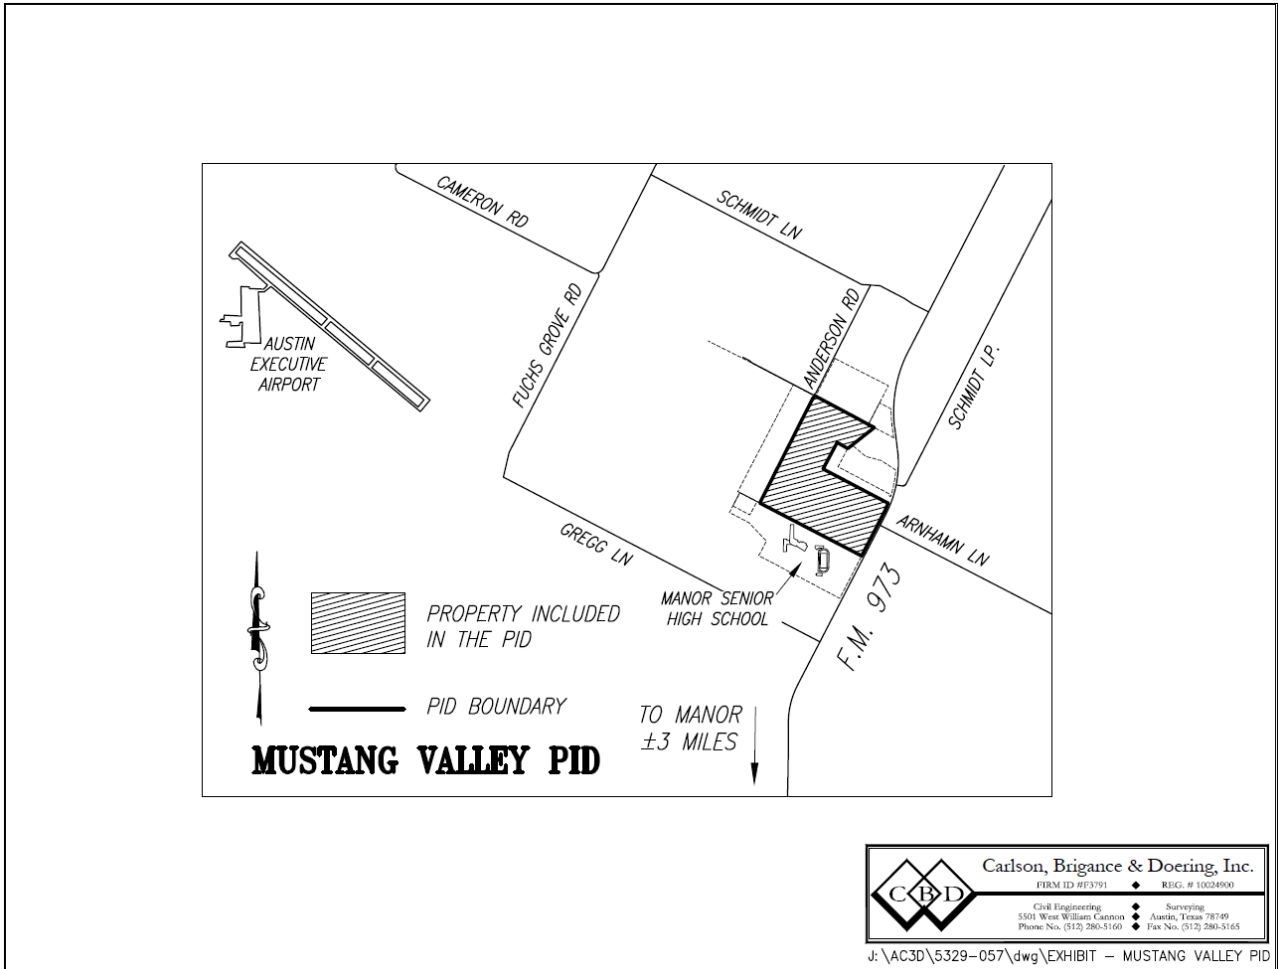 CAMERON RD
SCHMIDT LN
FUCHS GROVE RD
ANDERSON RD
AUSTIN
EXECUTIVE
AIRPORT
SCHMIDT LP.
GREGG LN
ARNHAMN LN
MANOR SENIOR
HIGH SCHOOL
F.M. 973
PROPERTY INCLUDED
IN THE PID
PID BOUNDARY
TO MANOR
±3 MILES
MUSTANG VALLEY PID
CBD
Carlson, Brigance & Doering, Inc.
FIRM ID #F3791 ◆ REG. # 10024900
Civil Engineering ◆ Surveying
5501 West William Cannon ◆ Austin, Texas 78749
Phone No. (512) 280-5160 ◆ Fax No. (512) 280-5165
J:\AC3D\5329-057\dwg\EXHIBIT - MUSTANG VALLEY PID